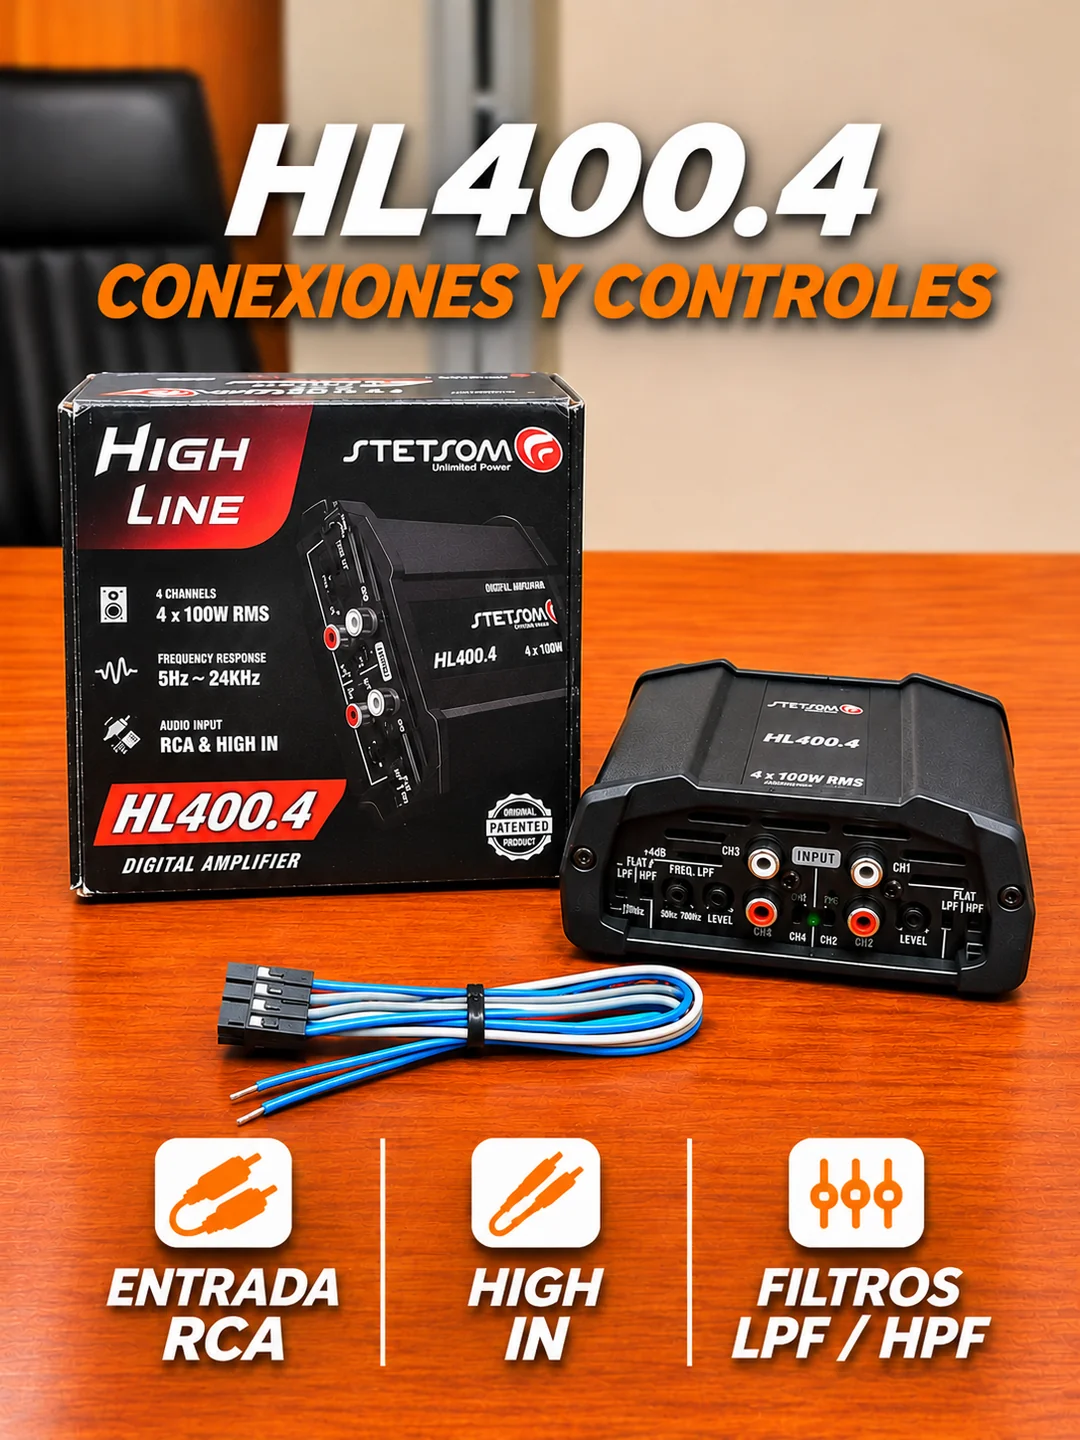 HL400.4
CONEXIONES Y CONTROLES
HIGH
LINE
STETSOM
Unlimited Power
4 CHANNELS
4 x 100W RMS
FREQUENCY RESPONSE
5Hz ~ 24KHz
AUDIO INPUT
RCA & HIGH IN
STETSOM
HL400.4
4 x 100W
HL400.4
DIGITAL AMPLIFIER
ORIGINAL
PATENTED
PRODUCT
STETSOM
HL400.4
4 x 100W RMS
CH3
INPUT
CH1
+4dB
FLAT
LPF HPF
FREQ. LPF
50Hz 700Hz
LEVEL
CH4
CH2
CH2
LEVEL
FLAT
LPF HPF
ENTRADA
RCA
HIGH
IN
FILTROS
LPF / HPF